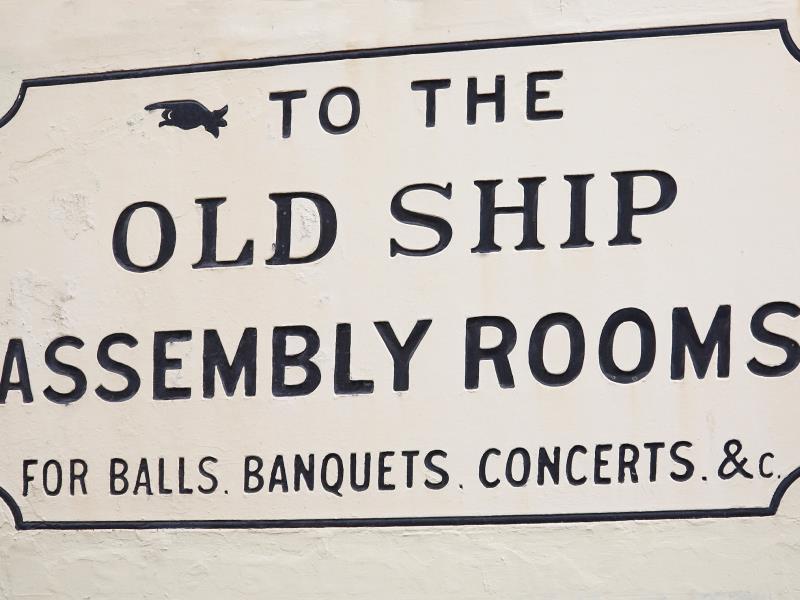 TO THE
OLD SHIP
ASSEMBLY ROOMS
FOR BALLS. BANQUETS. CONCERTS. &c.